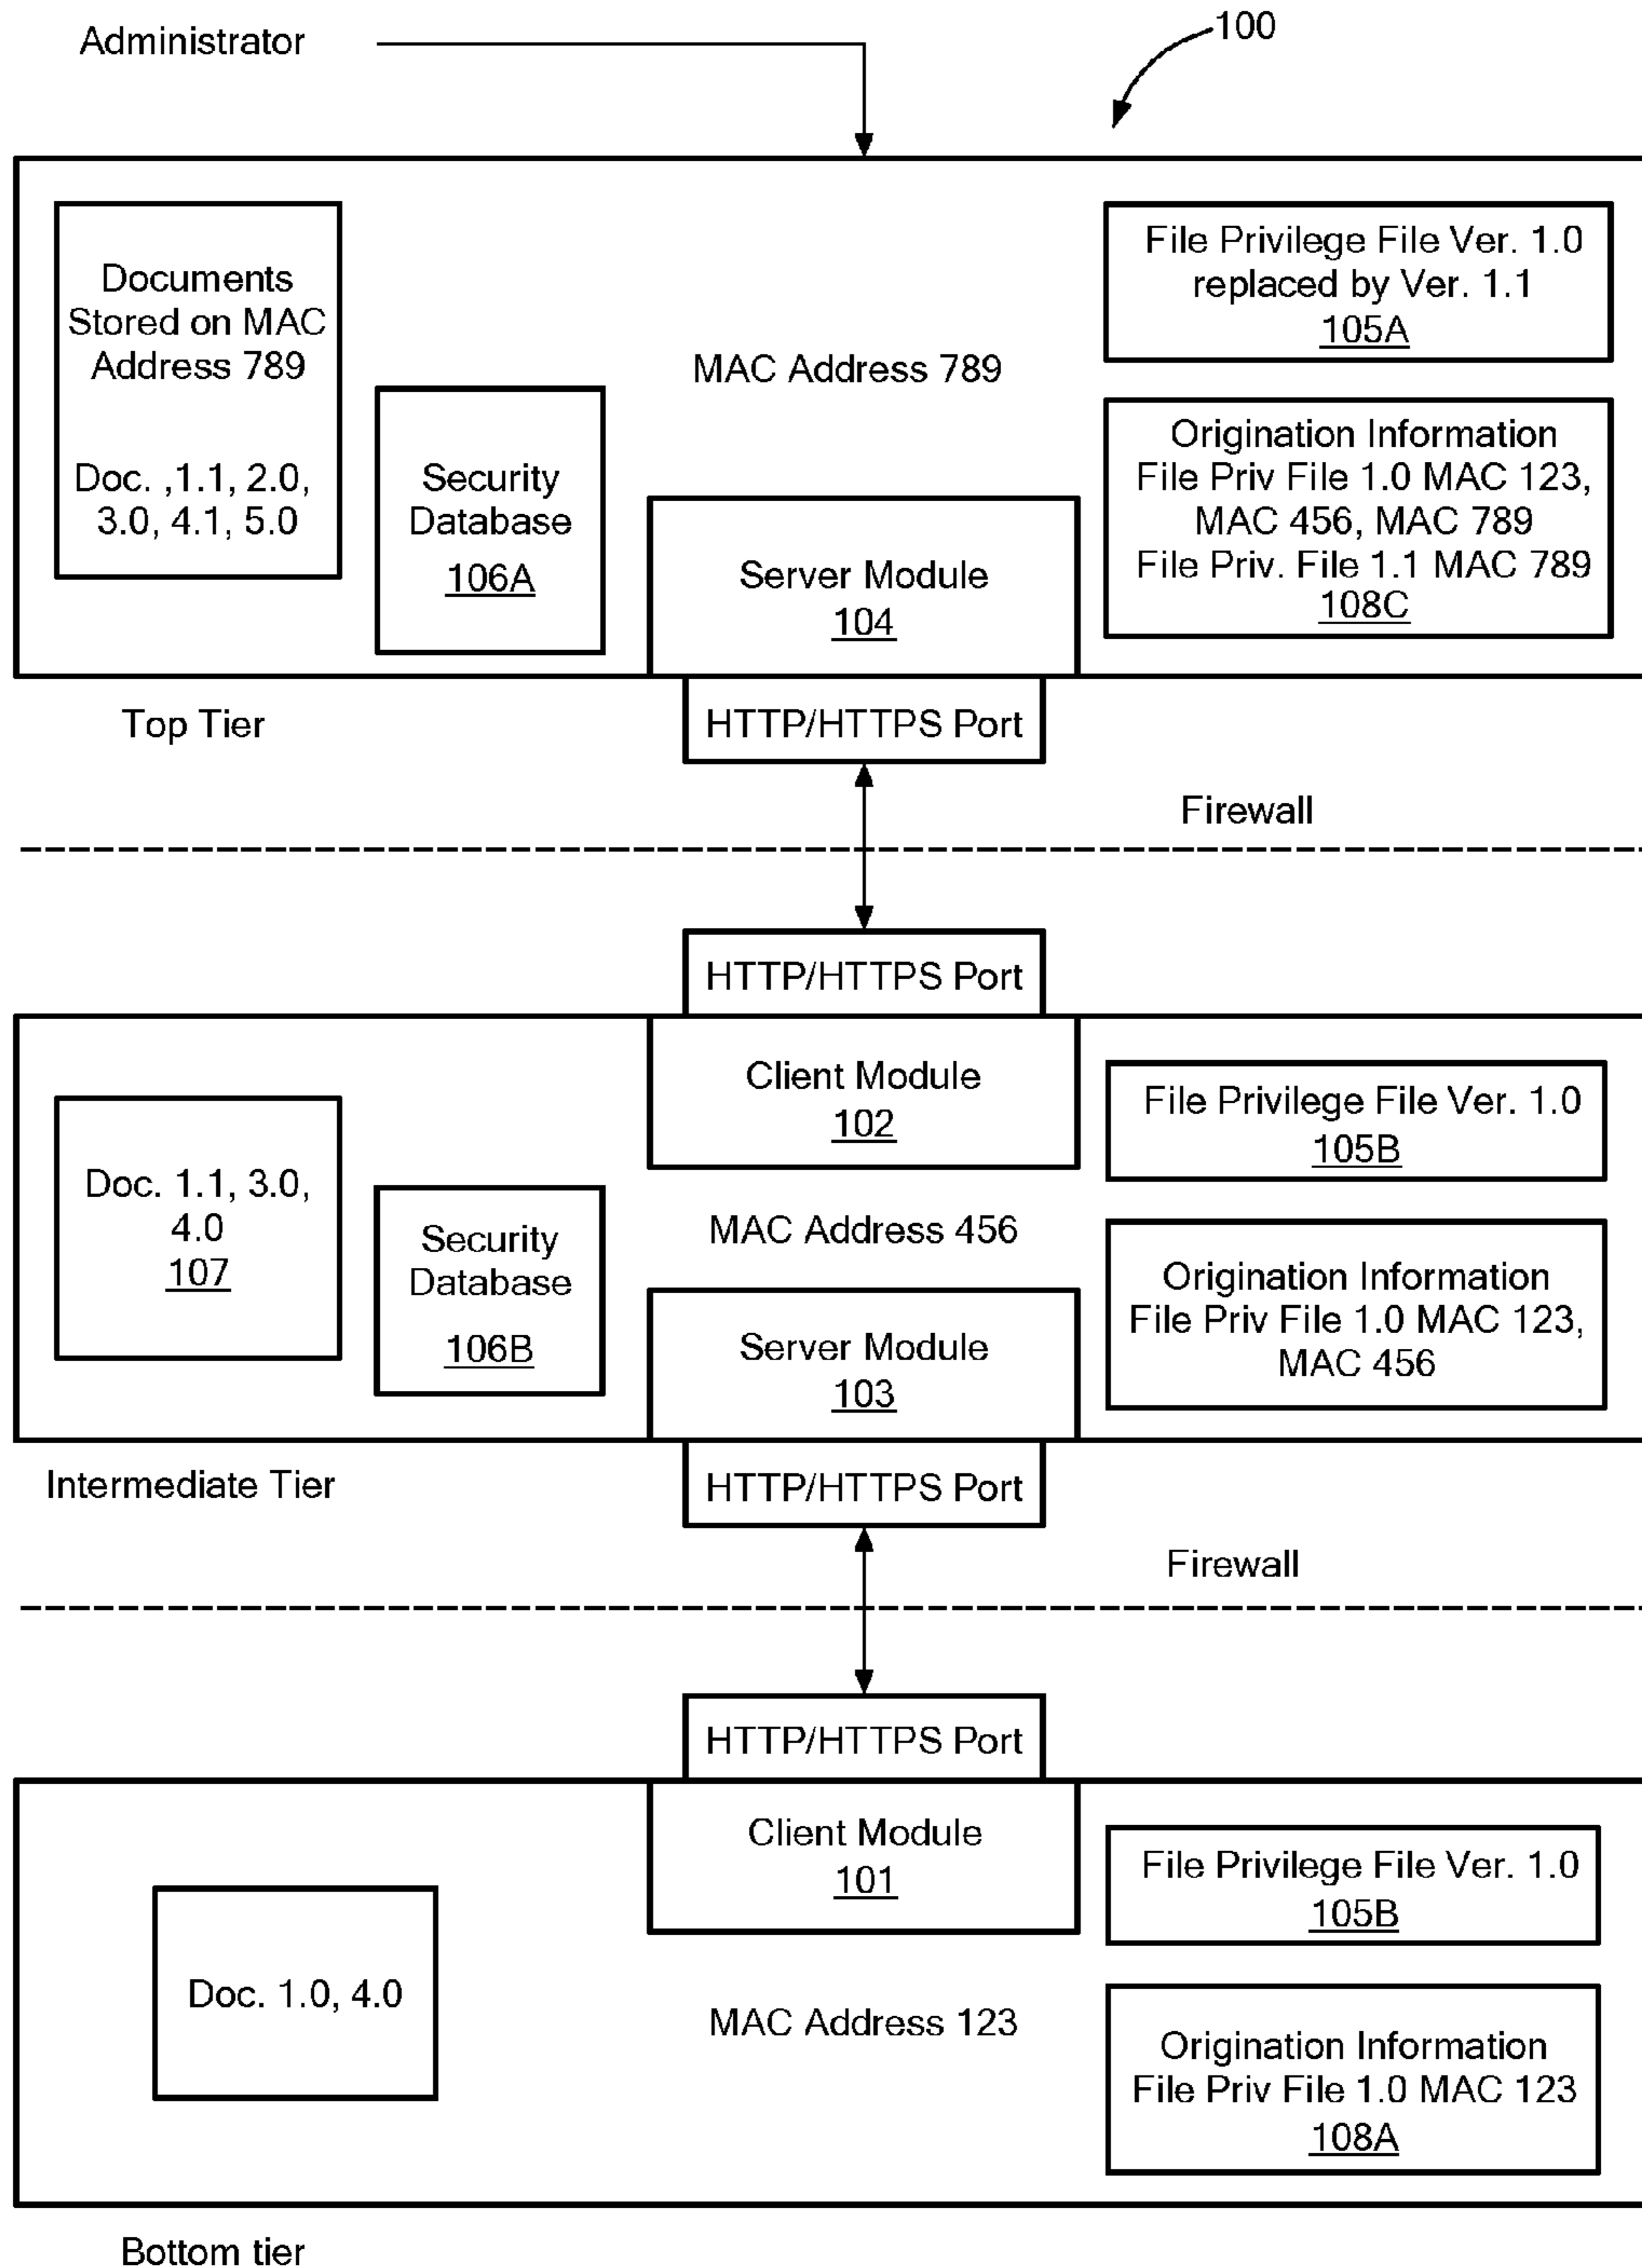 Administrator
100
Documents
Stored on MAC
Address 789
Doc. ,1.1, 2.0,
3.0, 4.1, 5.0
Security
Database
106A
MAC Address 789
Server Module
104
File Privilege File Ver. 1.0
replaced by Ver. 1.1
105A
Origination Information
File Priv File 1.0 MAC 123,
MAC 456, MAC 789
File Priv. File 1.1 MAC 789
108C
Top Tier
HTTP/HTTPS Port
Firewall
HTTP/HTTPS Port
Doc. 1.1, 3.0,
4.0
107
Security
Database
106B
Client Module
102
MAC Address 456
Server Module
103
File Privilege File Ver. 1.0
105B
Origination Information
File Priv File 1.0 MAC 123,
MAC 456
Intermediate Tier
HTTP/HTTPS Port
Firewall
HTTP/HTTPS Port
Doc. 1.0, 4.0
Client Module
101
MAC Address 123
File Privilege File Ver. 1.0
105B
Origination Information
File Priv File 1.0 MAC 123
108A
Bottom tier